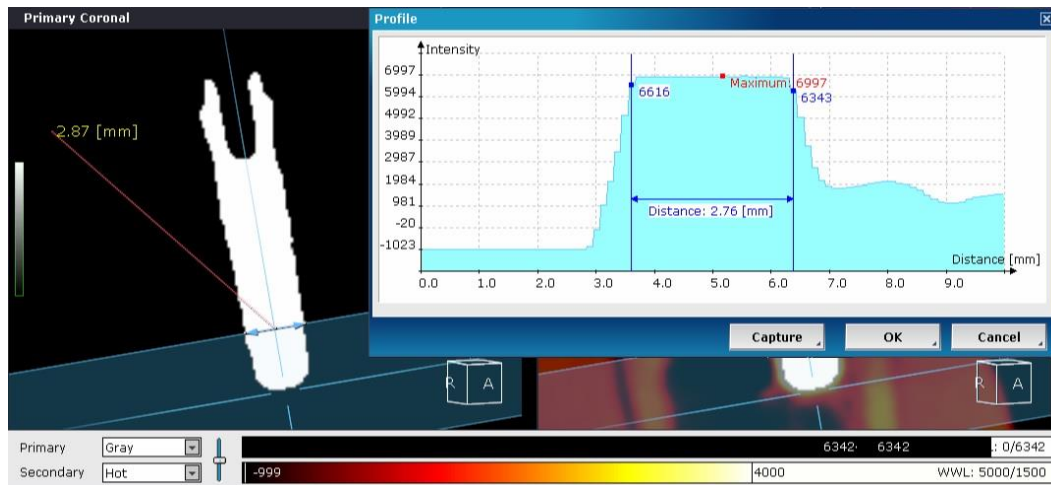 Primary Coronal
2.87 [mm]
R A
Profile
Intensity
6997
5994
4992
3989
2987
1984
981
-20
-1023
6616
Maximum: 6997
6343
Distance: 2.76 [mm]
Distance [mm]
0.0 1.0 2.0 3.0 4.0 5.0 6.0 7.0 8.0 9.0
Capture OK Cancel
R A
Primary Gray 6342 6342 .: 0/6342
Secondary Hot -999 4000 WWL: 5000/1500